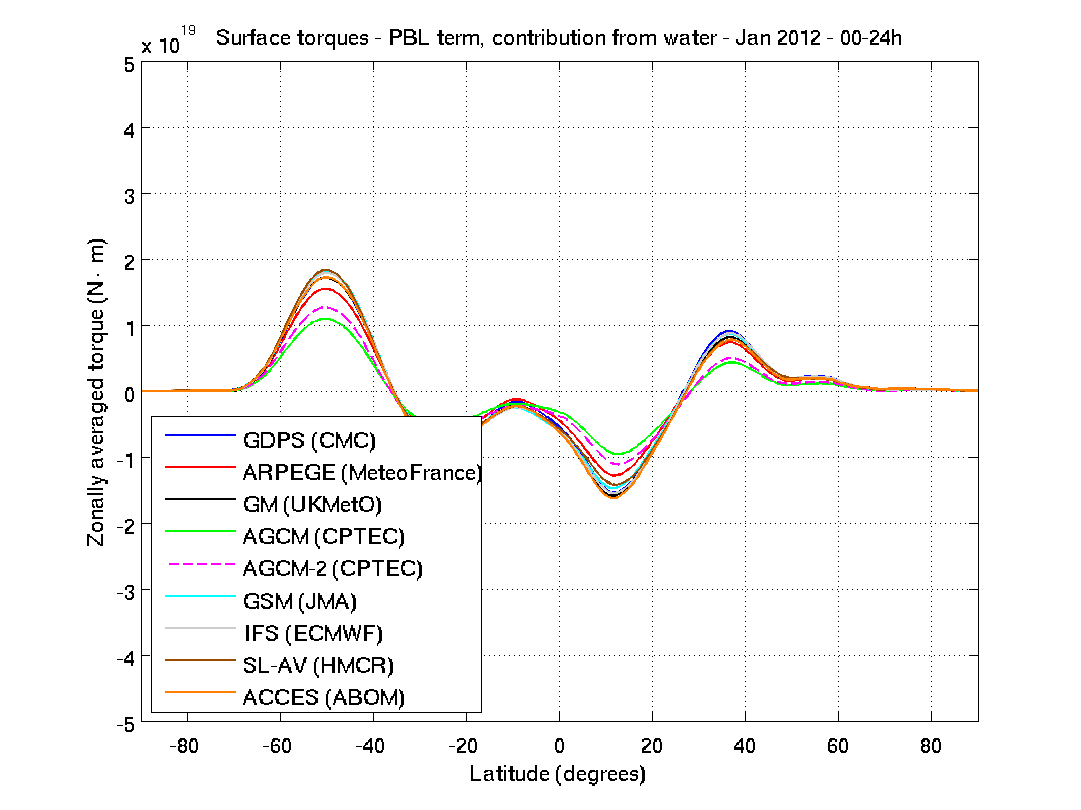 x 10^19
Surface torques - PBL term, contribution from water - Jan 2012 - 00-24h
5
4
3
2
1
0
-1
-2
-3
-4
-5
Zonally averaged torque (N · m)
GDPS (CMC)
ARPEGE (MeteoFrance)
GM (UKMetO)
AGCM (CPTEC)
AGCM-2 (CPTEC)
GSM (JMA)
IFS (ECMWF)
SL-AV (HMCR)
ACCES (ABOM)
-80 -60 -40 -20 0 20 40 60 80
Latitude (degrees)